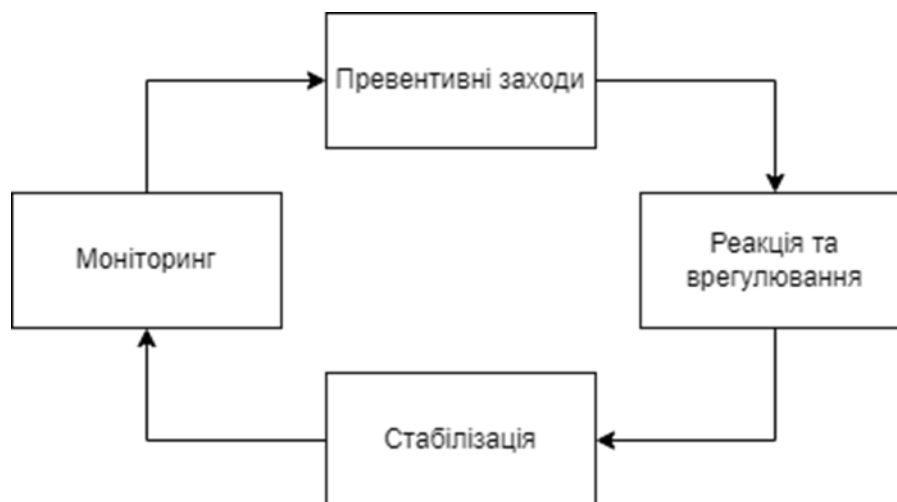 Превентивні заходи
Моніторинг
Реакція та
врегулювання
Стабілізація